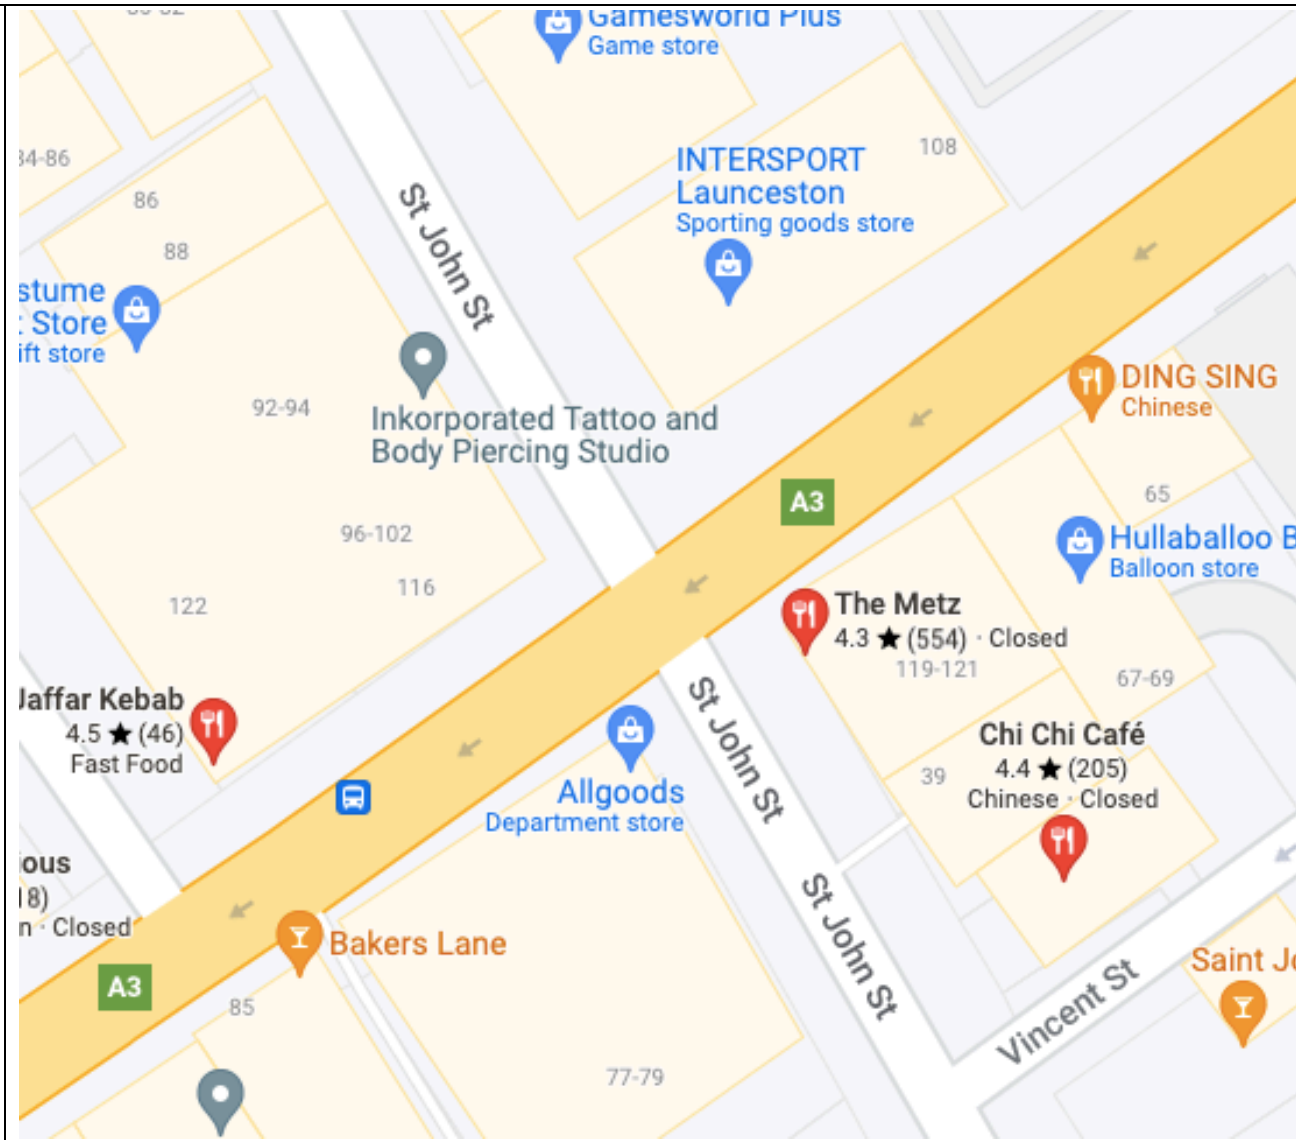 Gamesworld Plus
Game store
34-86
86
88
INTERSPORT
Launceston
Sporting goods store
108
St John St
stume
Store
ift store
92-94
Inkorporated Tattoo and
Body Piercing Studio
DING SING
Chinese
A3
65
96-102
116
122
Hullaballoo B
Balloon store
The Metz
4.3 ★ (554) · Closed
119-121
67-69
Jaffar Kebab
4.5 ★ (46)
Fast Food
St John St
Chi Chi Café
4.4 ★ (205)
Chinese · Closed
39
Allgoods
Department store
ious
18)
n · Closed
St John St
Bakers Lane
A3
85
Vincent St
Saint Jo
77-79